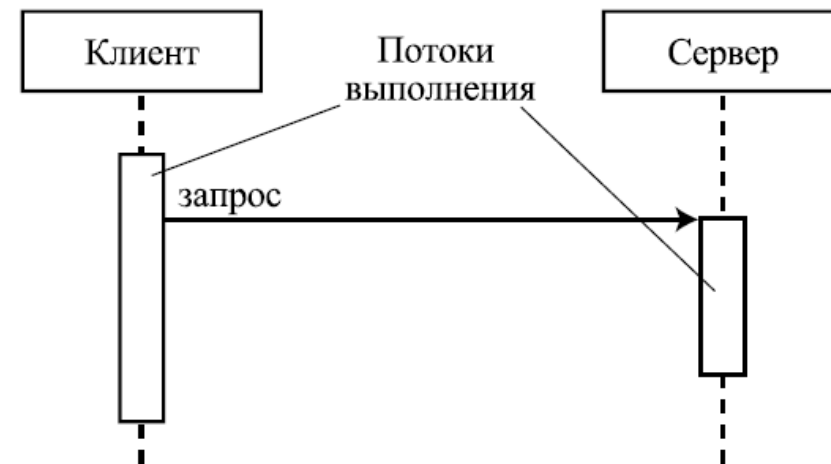 Клиент
Потоки
выполнения
Сервер
запрос